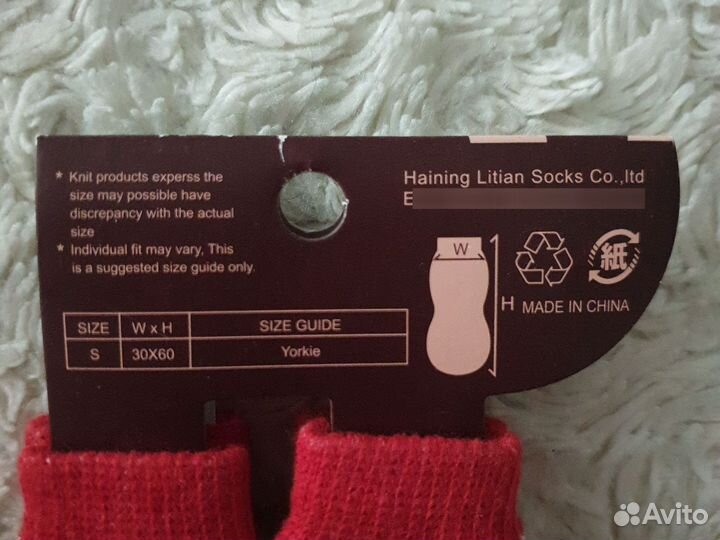 * Knit products experss the
size may possible have
discrepancy with the actual
size
* Individual fit may vary, This
is a suggested size guide only.
SIZE W x H SIZE GUIDE
S 30X60 Yorkie
Haining Litian Socks Co.,ltd
E
W
H
紙
MADE IN CHINA
Avito